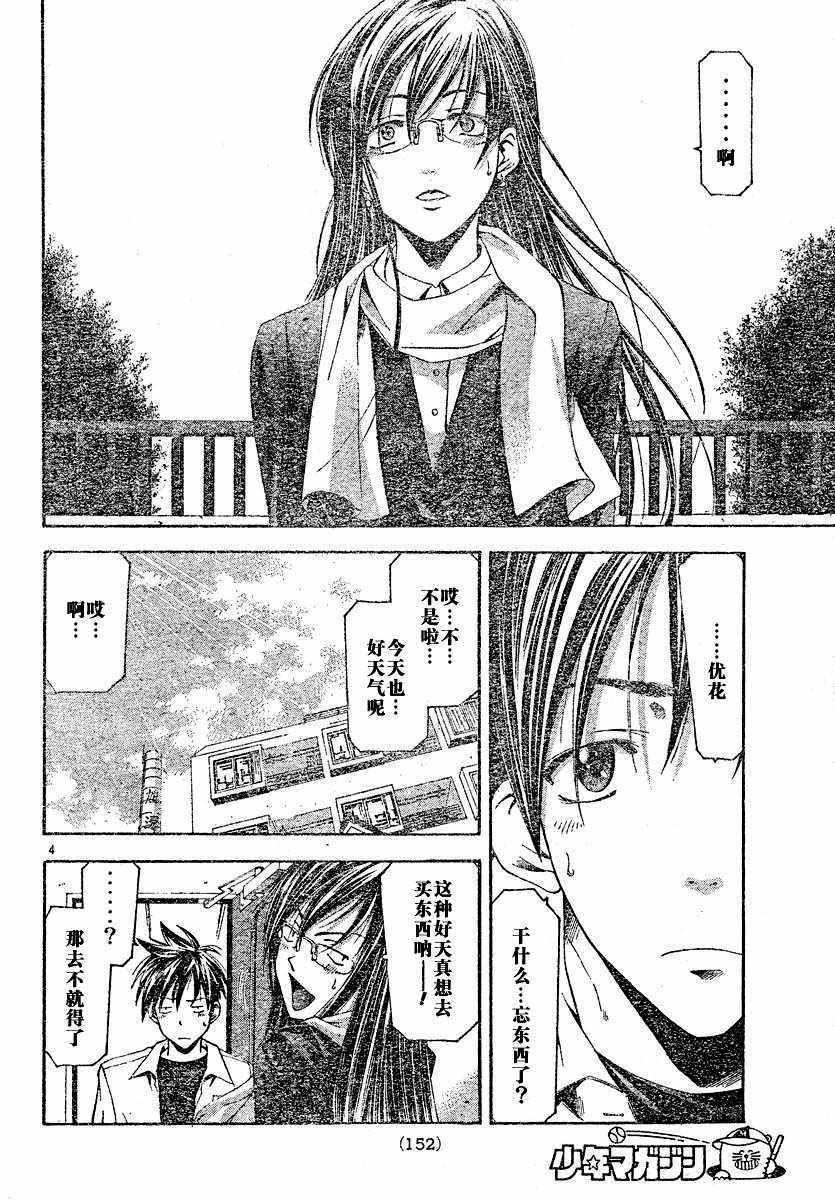 ……啊
……优花
干什么…忘东西了？
哎…不…
不是啦…
今天也…
好天气呢
哎…
啊…
4
这种好天真想去
买东西呐——！
……？
那去不就得了
(152)
少年マガジン